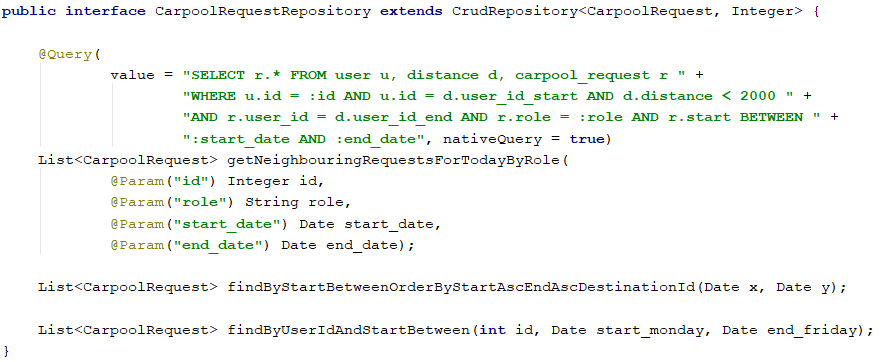 public interface CarpoolRequestRepository extends CrudRepository<CarpoolRequest, Integer> {
@Query(
value = "SELECT r.* FROM user u, distance d, carpool_request r " +
"WHERE u.id = :id AND u.id = d.user_id_start AND d.distance < 2000 " +
"AND r.user_id = d.user_id_end AND r.role = :role AND r.start BETWEEN " +
":start_date AND :end_date", nativeQuery = true)
List<CarpoolRequest> getNeighbouringRequestsForTodayByRole(
@Param("id") Integer id,
@Param("role") String role,
@Param("start_date") Date start_date,
@Param("end_date") Date end_date);
List<CarpoolRequest> findByStartBetweenOrderByStartAscEndAscDestinationId(Date x, Date y);
List<CarpoolRequest> findByUserIdAndStartBetween(int id, Date start_monday, Date end_friday);
}